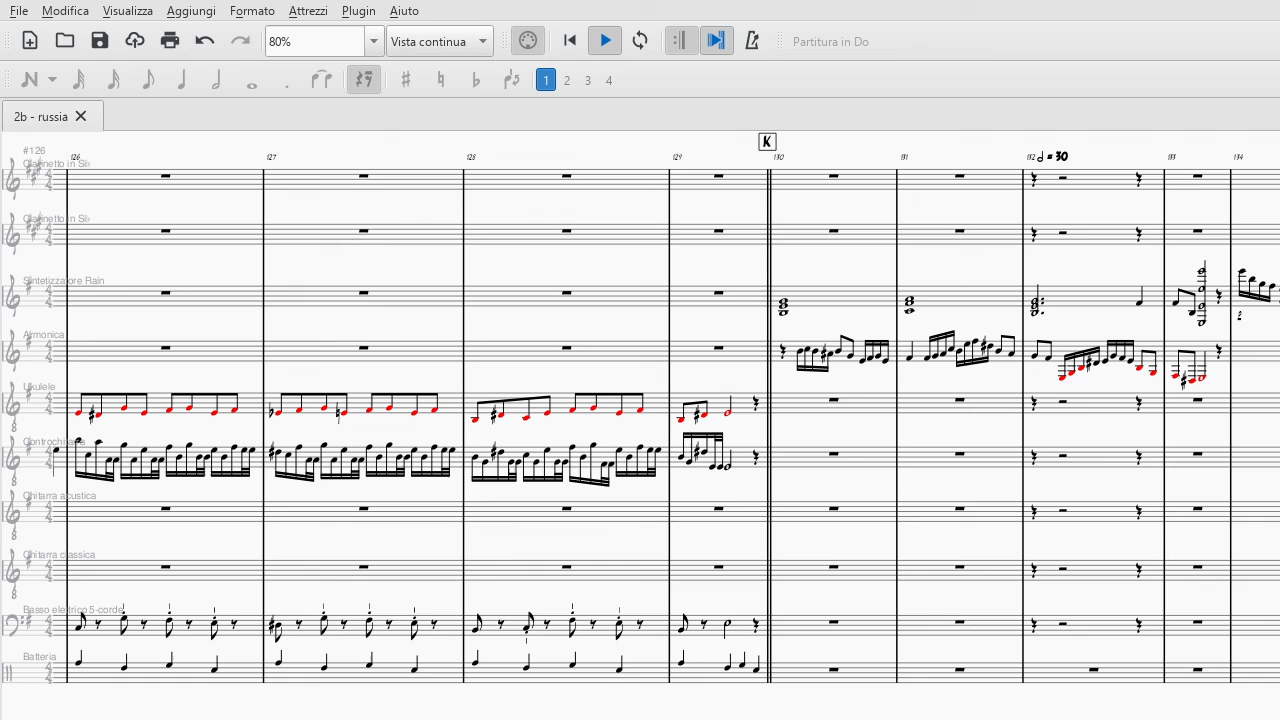 File Modifica Visualizza Aggiungi Formato Attrezzi Plugin Aiuto
80% Vista continua Partitura in Do
1 2 3 4
2b - russia
K
#126
126 127 128 129 130 131 132 = 30 133 134
Clarinetto in Si♭
Clarinetto in Si♭
Sintetizzatore Rain
Armonica
Ukulele
Controchitarra
Chitarra acustica
Chitarra classica
Basso elettrico 5-corde
Batteria